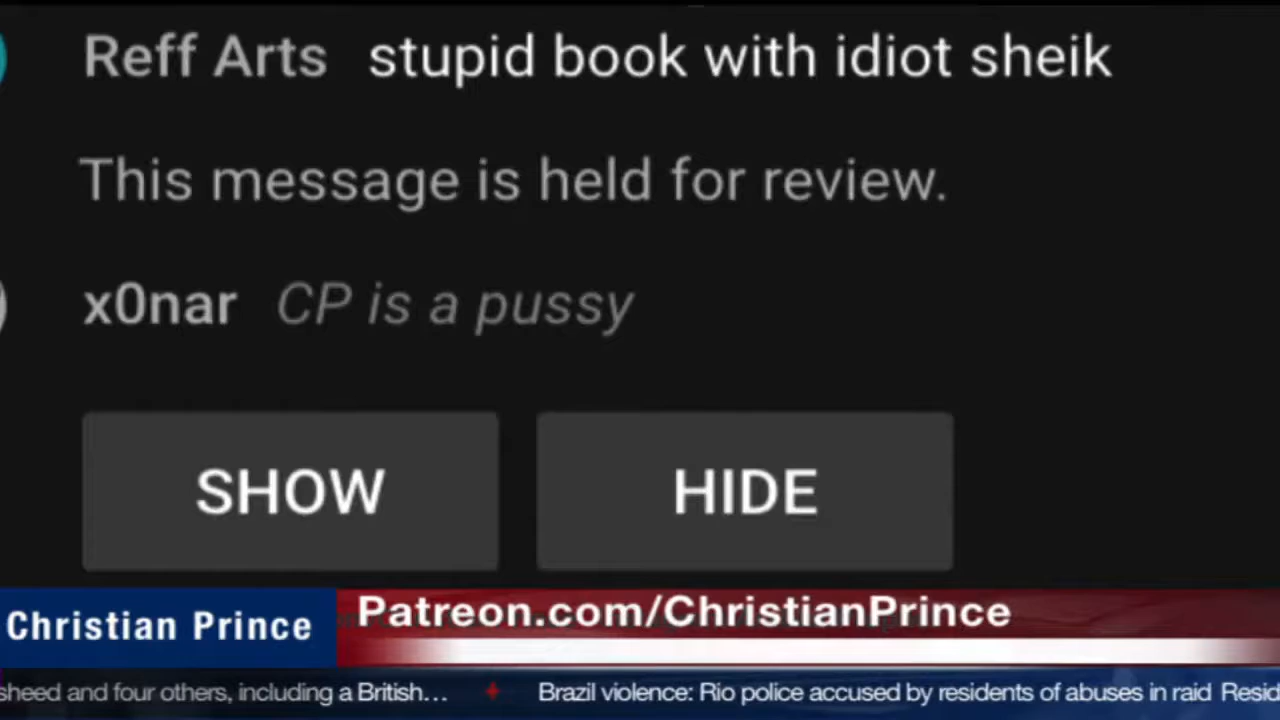 Reff Arts stupid book with idiot sheik
This message is held for review.
x0nar CP is a pussy
SHOW HIDE
Christian Prince
Patreon.com/ChristianPrince
sheed and four others, including a British… Brazil violence: Rio police accused by residents of abuses in raid Resid